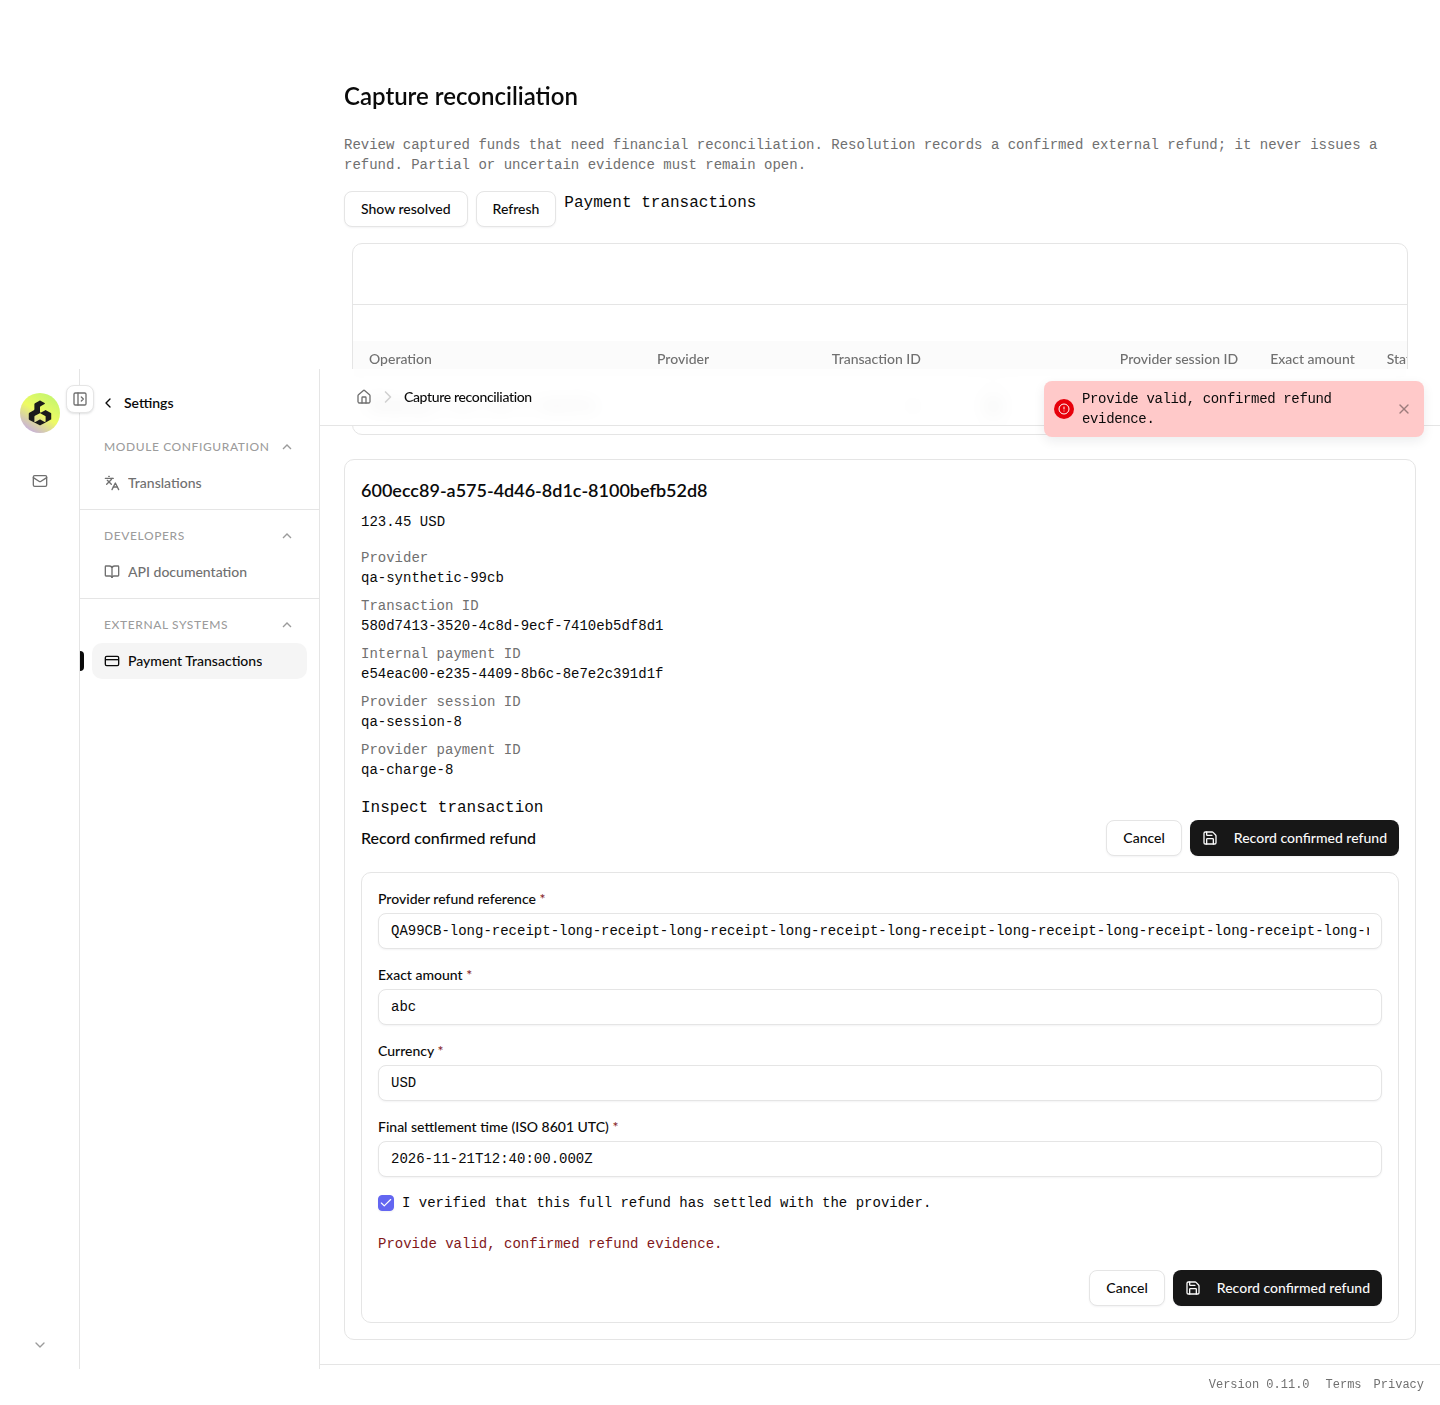 Capture reconciliation
Review captured funds that need financial reconciliation. Resolution records a confirmed external refund; it never issues a
refund. Partial or uncertain evidence must remain open.
Show resolved
Refresh
Payment transactions
Operation
Provider
Transaction ID
Provider session ID
Exact amount
Settings
Capture reconciliation
Provide valid, confirmed refund
evidence.
MODULE CONFIGURATION
Translations
DEVELOPERS
API documentation
EXTERNAL SYSTEMS
Payment Transactions
600ecc89-a575-4d46-8d1c-8100befb52d8
123.45 USD
Provider
qa-synthetic-99cb
Transaction ID
580d7413-3520-4c8d-9ecf-7410eb5df8d1
Internal payment ID
e54eac00-e235-4409-8b6c-8e7e2c391d1f
Provider session ID
qa-session-8
Provider payment ID
qa-charge-8
Inspect transaction
Record confirmed refund
Cancel
Record confirmed refund
Provider refund reference *
QA99CB-long-receipt-long-receipt-long-receipt-long-receipt-long-receipt-long-receipt-long-receipt-long-receipt-long-
Exact amount *
abc
Currency *
USD
Final settlement time (ISO 8601 UTC) *
2026-11-21T12:40:00.000Z
I verified that this full refund has settled with the provider.
Provide valid, confirmed refund evidence.
Cancel
Record confirmed refund
Version 0.11.0
Terms
Privacy